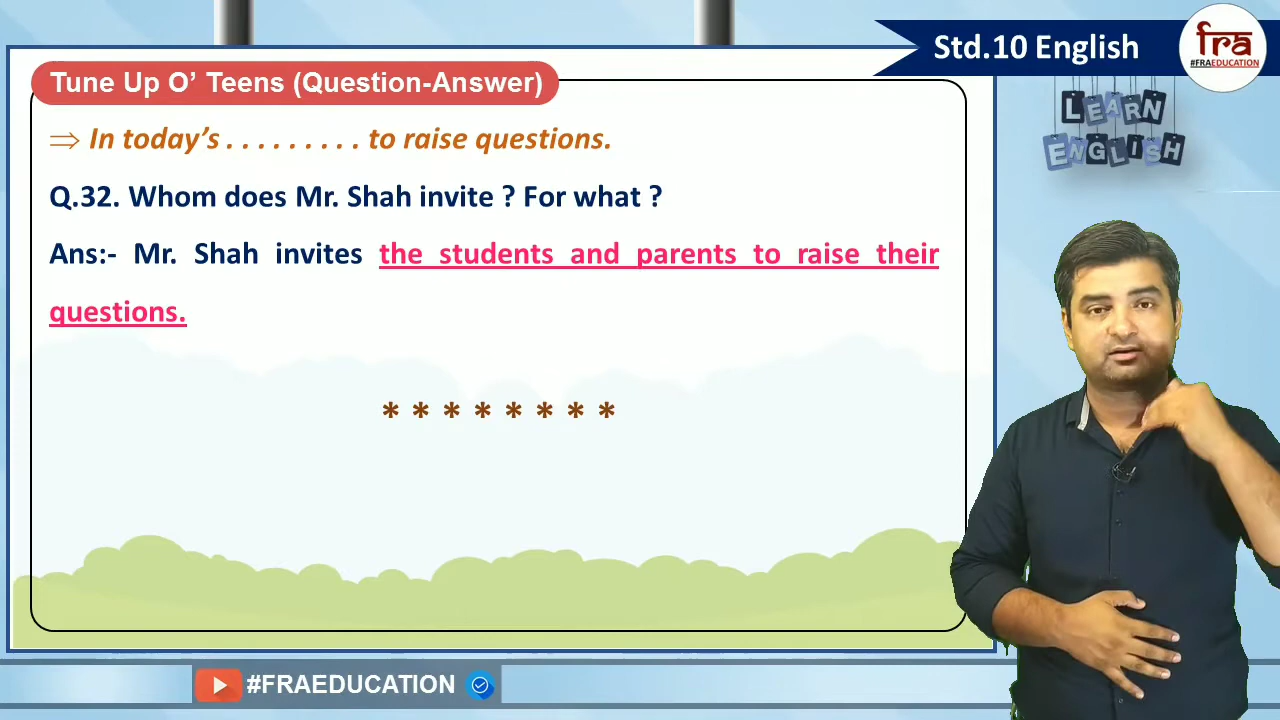 Std.10 English
fra
#FRAEDUCATION
LEARN
ENGLISH
Tune Up O’ Teens (Question-Answer)
⇒ In today’s . . . . . . . . . to raise questions.
Q.32. Whom does Mr. Shah invite ? For what ?
Ans:- Mr. Shah invites the students and parents to raise their
questions.
* * * * * * * *
#FRAEDUCATION